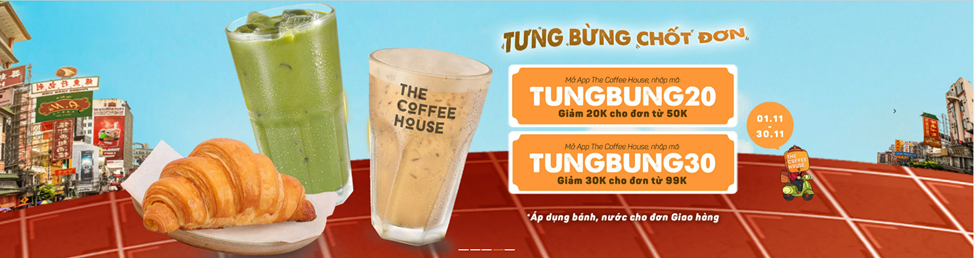 TƯNG BỪNG CHỐT ĐƠN
THE
COFFEE
HOUSE
Mở App The Coffee House, nhập mã
TUNGBUNG20
Giảm 20K cho đơn từ 50K
Mở App The Coffee House, nhập mã
TUNGBUNG30
Giảm 30K cho đơn từ 99K
01.11
-
30.11
THE
COFFEE
HOUSE
*Áp dụng bánh, nước cho đơn Giao hàng